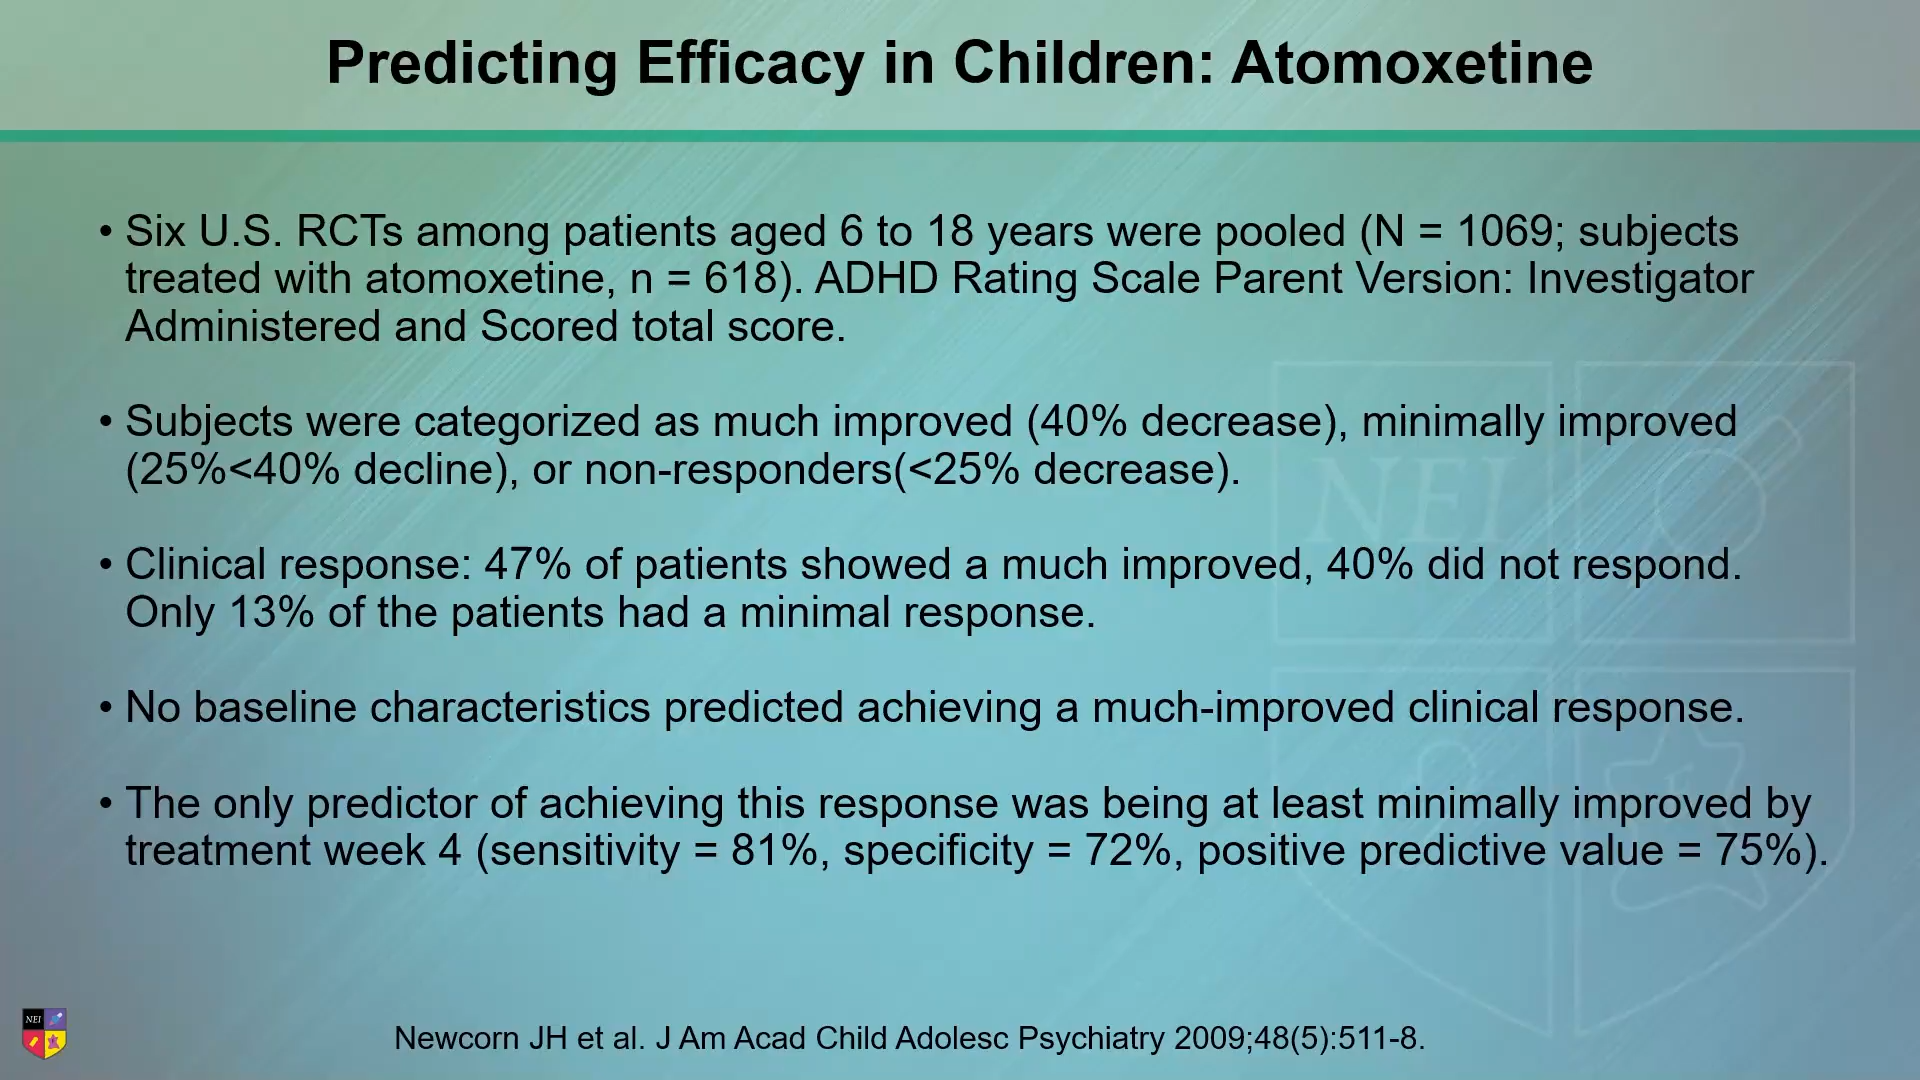 Predicting Efficacy in Children: Atomoxetine
• Six U.S. RCTs among patients aged 6 to 18 years were pooled (N = 1069; subjects
treated with atomoxetine, n = 618). ADHD Rating Scale Parent Version: Investigator
Administered and Scored total score.
• Subjects were categorized as much improved (40% decrease), minimally improved
(25%<40% decline), or non-responders(<25% decrease).
• Clinical response: 47% of patients showed a much improved, 40% did not respond.
Only 13% of the patients had a minimal response.
• No baseline characteristics predicted achieving a much-improved clinical response.
• The only predictor of achieving this response was being at least minimally improved by
treatment week 4 (sensitivity = 81%, specificity = 72%, positive predictive value = 75%).
NEI
NEI
Newcorn JH et al. J Am Acad Child Adolesc Psychiatry 2009;48(5):511-8.